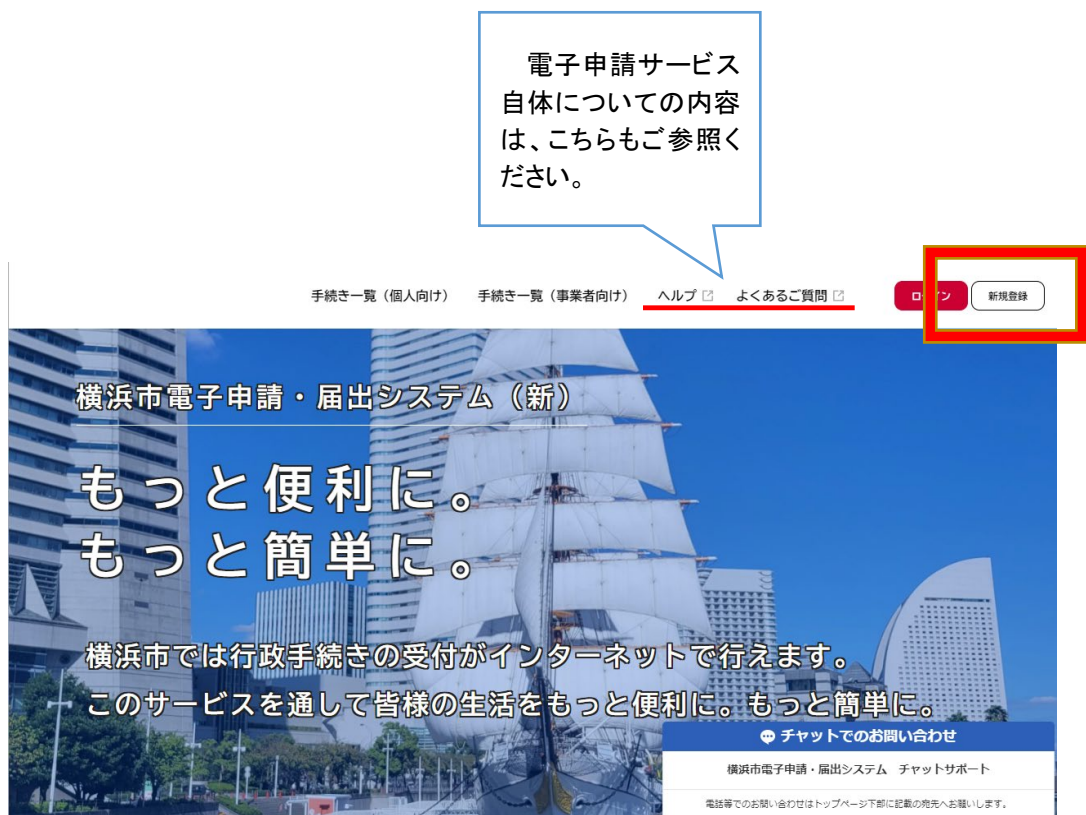 電子申請サービス
自体についての内容
は、こちらもご参照く
ださい。
手続き一覧（個人向け） 手続き一覧（事業者向け） ヘルプ よくあるご質問 ログイン 新規登録
横浜市電子申請・届出システム（新）
もっと便利に。
もっと簡単に。
横浜市では行政手続きの受付がインターネットで行えます。
このサービスを通して皆様の生活をもっと便利に。もっと簡単に。
チャットでのお問い合わせ
横浜市電子申請・届出システム チャットサポート
電話等でのお問い合わせはトップページ下部に記載の宛先へお願いします。